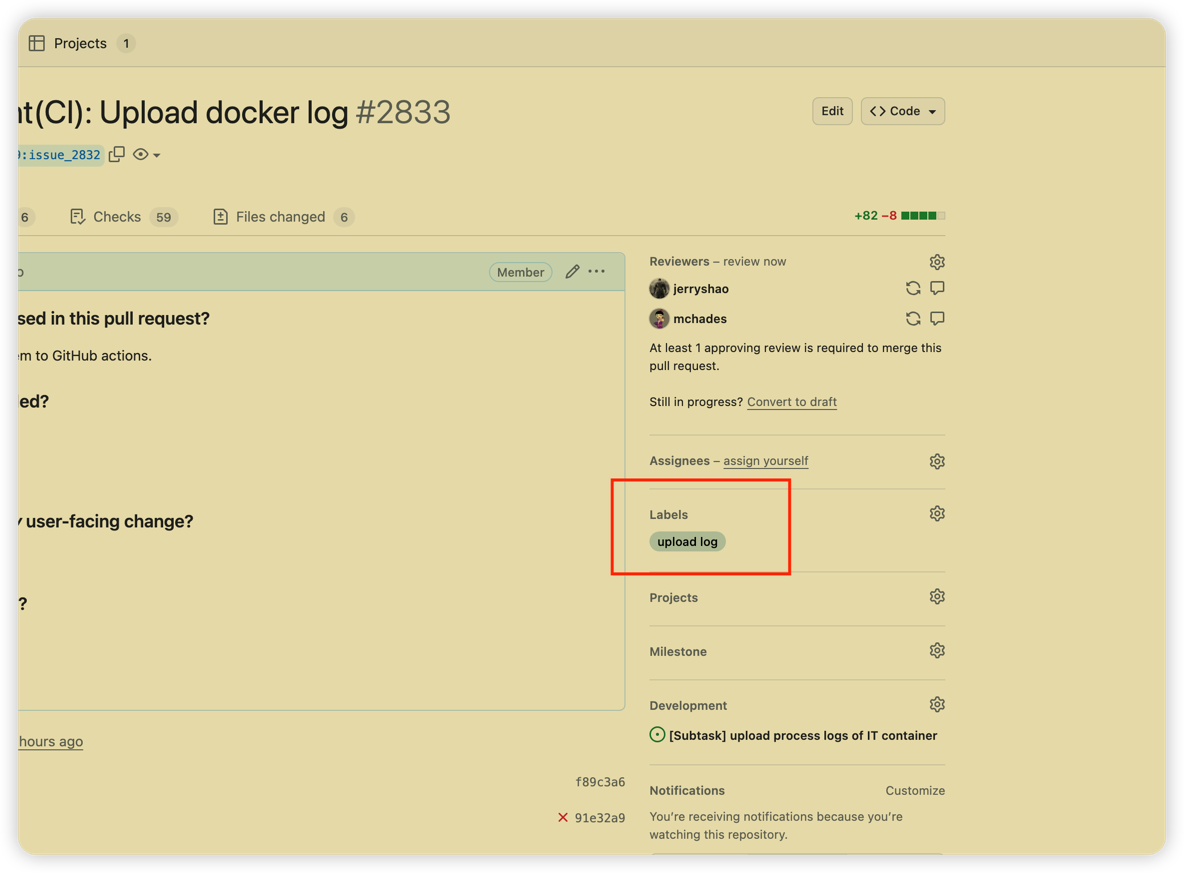 Projects 1
nt(CI): Upload docker log #2833
Edit
Code
9:issue_2832
6
Checks 59
Files changed 6
+82 −8
o
Member
sed in this pull request?
em to GitHub actions.
ed?
y user-facing change?
?
hours ago
f89c3a6
91e32a9
Reviewers – review now
jerryshao
mchades
At least 1 approving review is required to merge this
pull request.
Still in progress? Convert to draft
Assignees – assign yourself
Labels
upload log
Projects
Milestone
Development
[Subtask] upload process logs of IT container
Notifications
Customize
You're receiving notifications because you're
watching this repository.